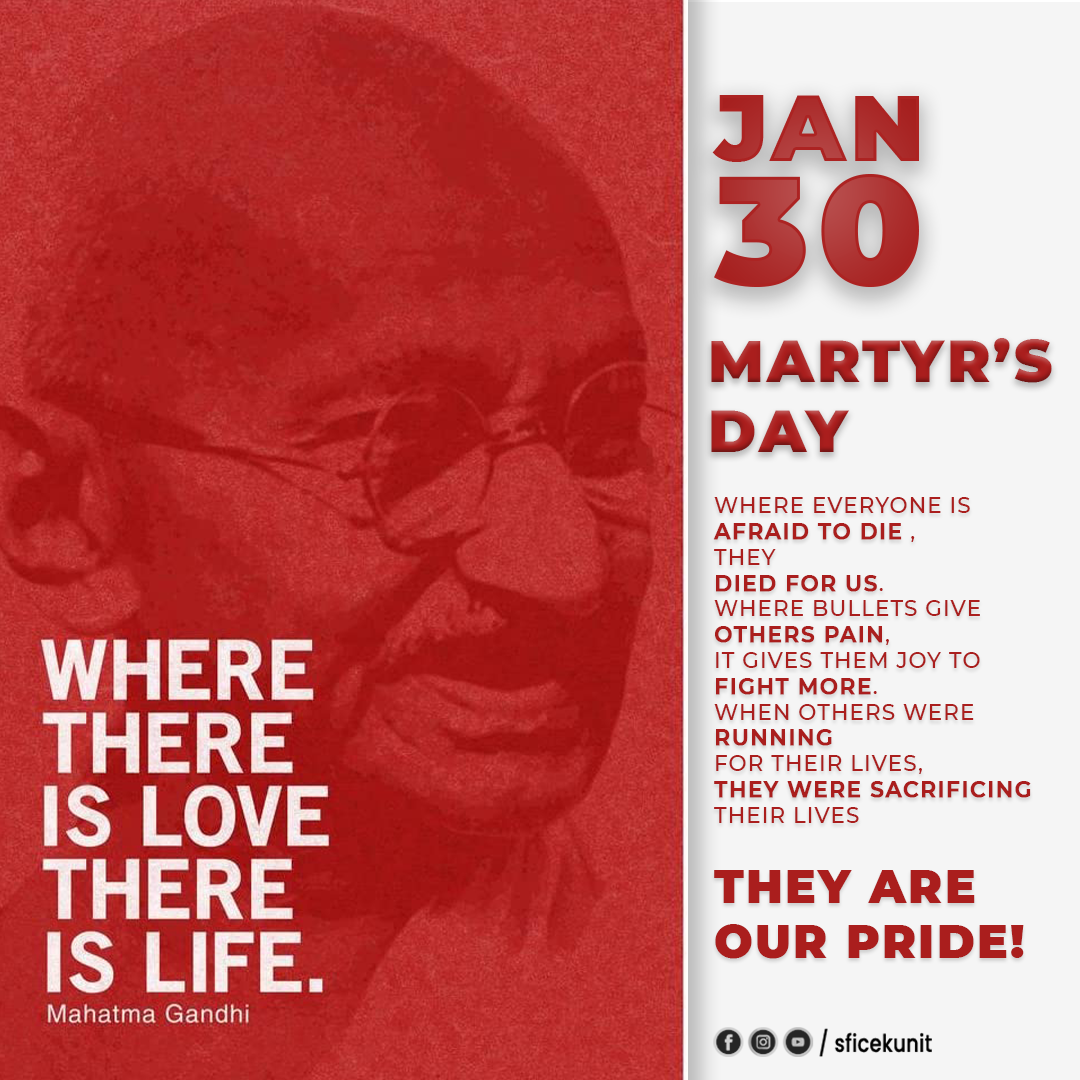 WHERE
THERE
IS LOVE
THERE
IS LIFE.
Mahatma Gandhi
JAN
30
MARTYR’S
DAY
WHERE EVERYONE IS
AFRAID TO DIE ,
THEY
DIED FOR US.
WHERE BULLETS GIVE
OTHERS PAIN,
IT GIVES THEM JOY TO
FIGHT MORE.
WHEN OTHERS WERE
RUNNING
FOR THEIR LIVES,
THEY WERE SACRIFICING
THEIR LIVES
THEY ARE
OUR PRIDE!
/ sficekunit